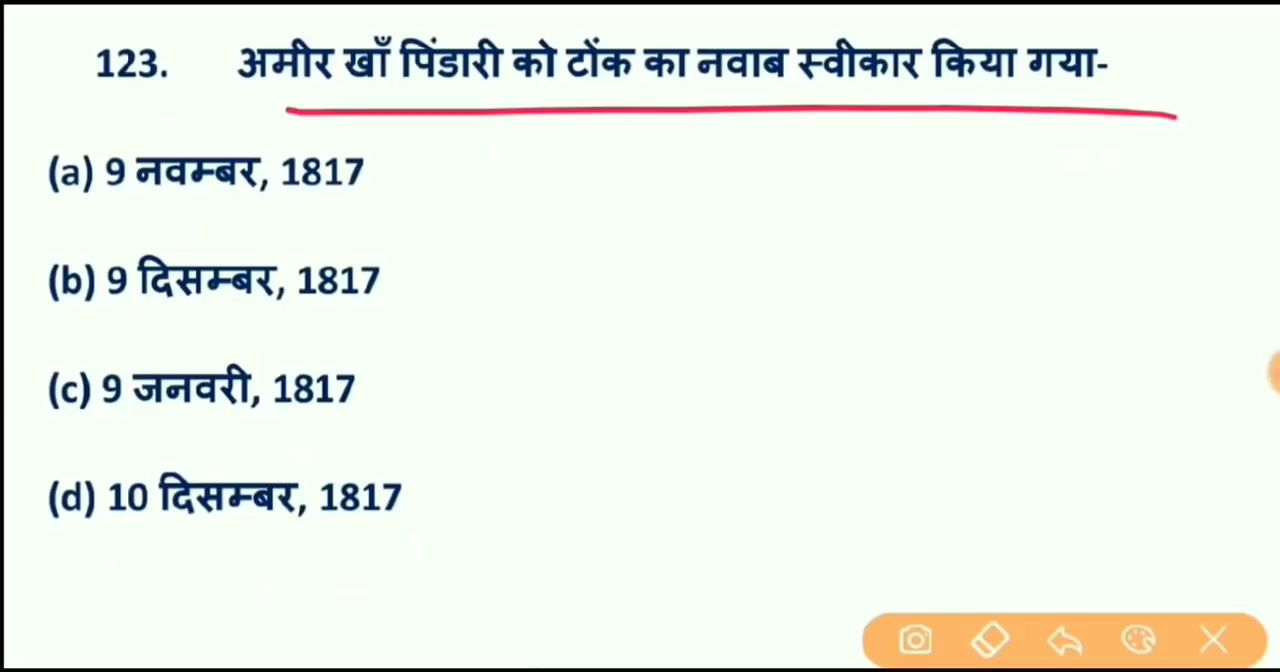 123. अमीर खाँ पिंडारी को टोंक का नवाब स्वीकार किया गया-
(a) 9 नवम्बर, 1817
(b) 9 दिसम्बर, 1817
(c) 9 जनवरी, 1817
(d) 10 दिसम्बर, 1817